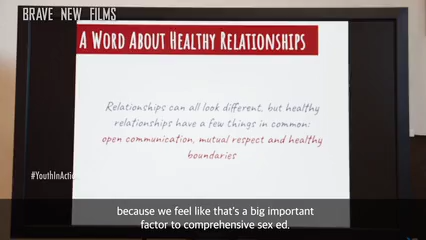 BRAVE NEW FILMS
A WORD ABOUT HEALTHY RELATIONSHIPS
Relationships can all look different, but healthy
relationships have a few things in common:
open communication, mutual respect and healthy
boundaries
#YouthInActi
because we feel like that's a big important
factor to comprehensive sex ed.